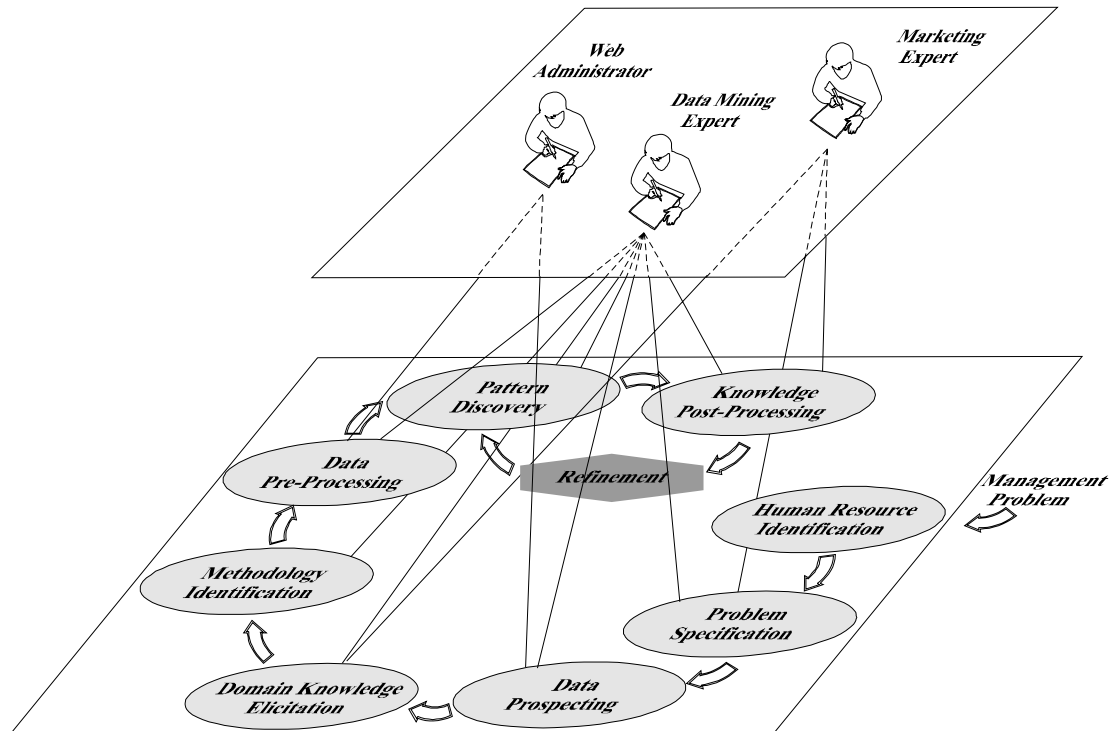 Web
Administrator
Marketing
Expert
Data Mining
Expert
Pattern
Discovery
Knowledge
Post-Processing
Data
Pre-Processing
Refinement
Management
Problem
Human Resource
Identification
Methodology
Identification
Problem
Specification
Domain Knowledge
Elicitation
Data
Prospecting